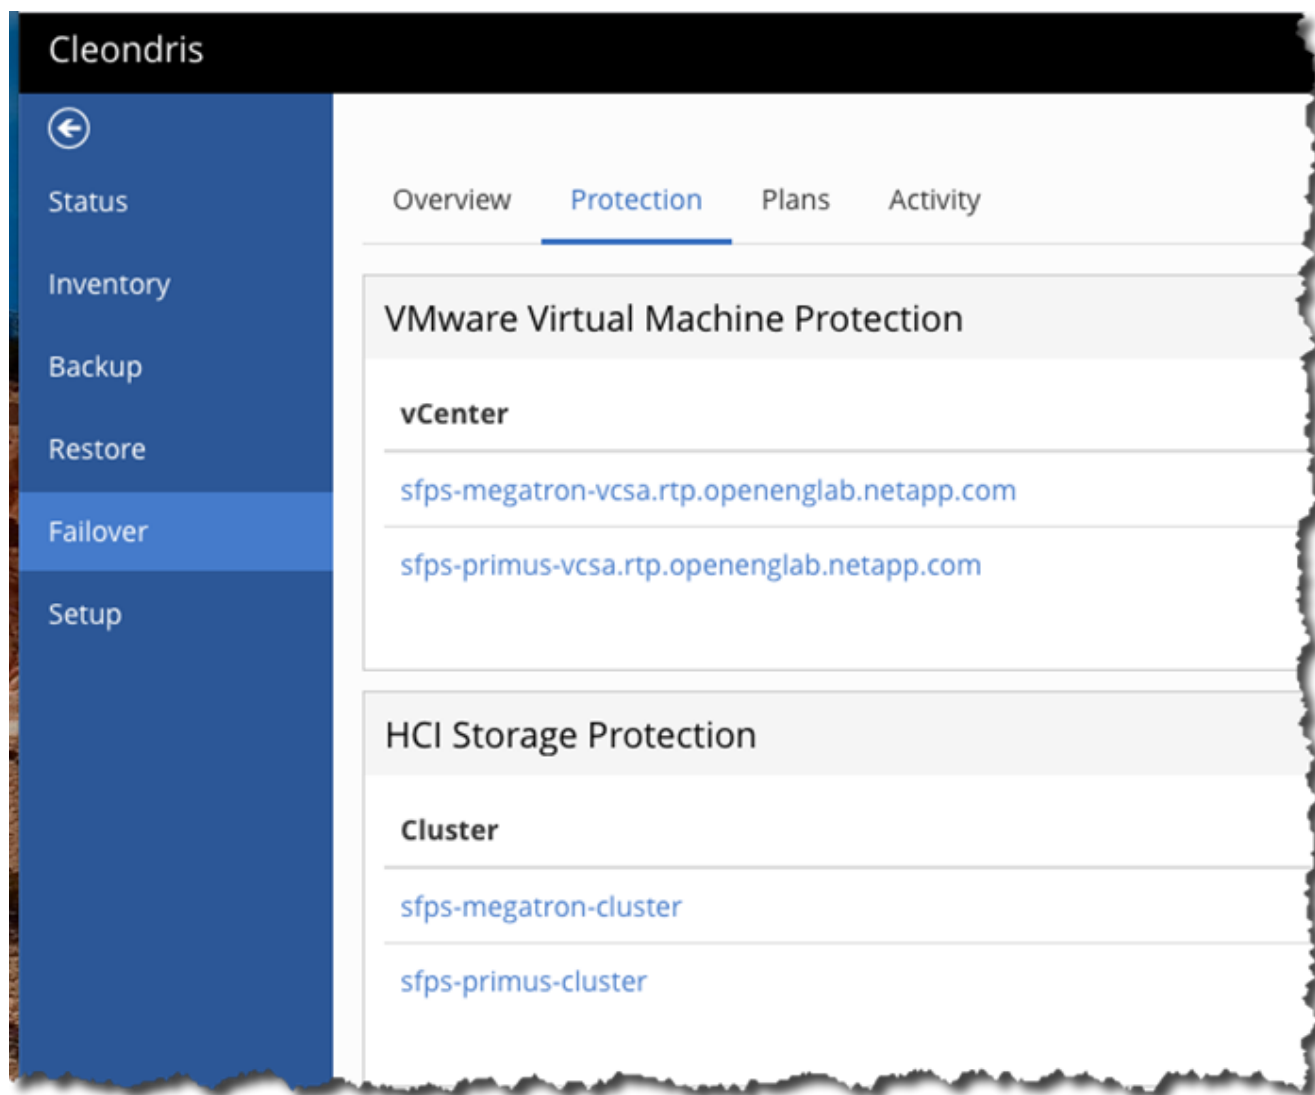 Cleondris
Status
Inventory
Backup
Restore
Failover
Setup
Overview Protection Plans Activity
VMware Virtual Machine Protection
vCenter
sfps-megatron-vcsa.rtp.openenglab.netapp.com
sfps-primus-vcsa.rtp.openenglab.netapp.com
HCI Storage Protection
Cluster
sfps-megatron-cluster
sfps-primus-cluster